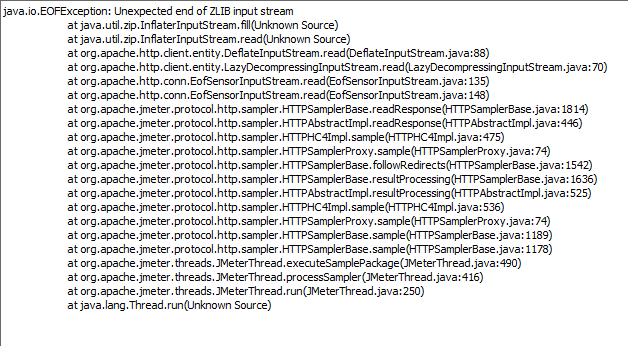 java.io.EOFException: Unexpected end of ZLIB input stream
at java.util.zip.InflaterInputStream.fill(Unknown Source)
at java.util.zip.InflaterInputStream.read(Unknown Source)
at org.apache.http.client.entity.DeflateInputStream.read(DeflateInputStream.java:88)
at org.apache.http.client.entity.LazyDecompressingInputStream.read(LazyDecompressingInputStream.java:70)
at org.apache.http.conn.EofSensorInputStream.read(EofSensorInputStream.java:135)
at org.apache.http.conn.EofSensorInputStream.read(EofSensorInputStream.java:148)
at org.apache.jmeter.protocol.http.sampler.HTTPSamplerBase.readResponse(HTTPSamplerBase.java:1814)
at org.apache.jmeter.protocol.http.sampler.HTTPAbstractImpl.readResponse(HTTPAbstractImpl.java:446)
at org.apache.jmeter.protocol.http.sampler.HTTPHC4Impl.sample(HTTPHC4Impl.java:475)
at org.apache.jmeter.protocol.http.sampler.HTTPSamplerProxy.sample(HTTPSamplerProxy.java:74)
at org.apache.jmeter.protocol.http.sampler.HTTPSamplerBase.followRedirects(HTTPSamplerBase.java:1542)
at org.apache.jmeter.protocol.http.sampler.HTTPSamplerBase.resultProcessing(HTTPSamplerBase.java:1636)
at org.apache.jmeter.protocol.http.sampler.HTTPAbstractImpl.resultProcessing(HTTPAbstractImpl.java:525)
at org.apache.jmeter.protocol.http.sampler.HTTPHC4Impl.sample(HTTPHC4Impl.java:536)
at org.apache.jmeter.protocol.http.sampler.HTTPSamplerProxy.sample(HTTPSamplerProxy.java:74)
at org.apache.jmeter.protocol.http.sampler.HTTPSamplerBase.sample(HTTPSamplerBase.java:1189)
at org.apache.jmeter.protocol.http.sampler.HTTPSamplerBase.sample(HTTPSamplerBase.java:1178)
at org.apache.jmeter.threads.JMeterThread.executeSamplePackage(JMeterThread.java:490)
at org.apache.jmeter.threads.JMeterThread.processSampler(JMeterThread.java:416)
at org.apache.jmeter.threads.JMeterThread.run(JMeterThread.java:250)
at java.lang.Thread.run(Unknown Source)